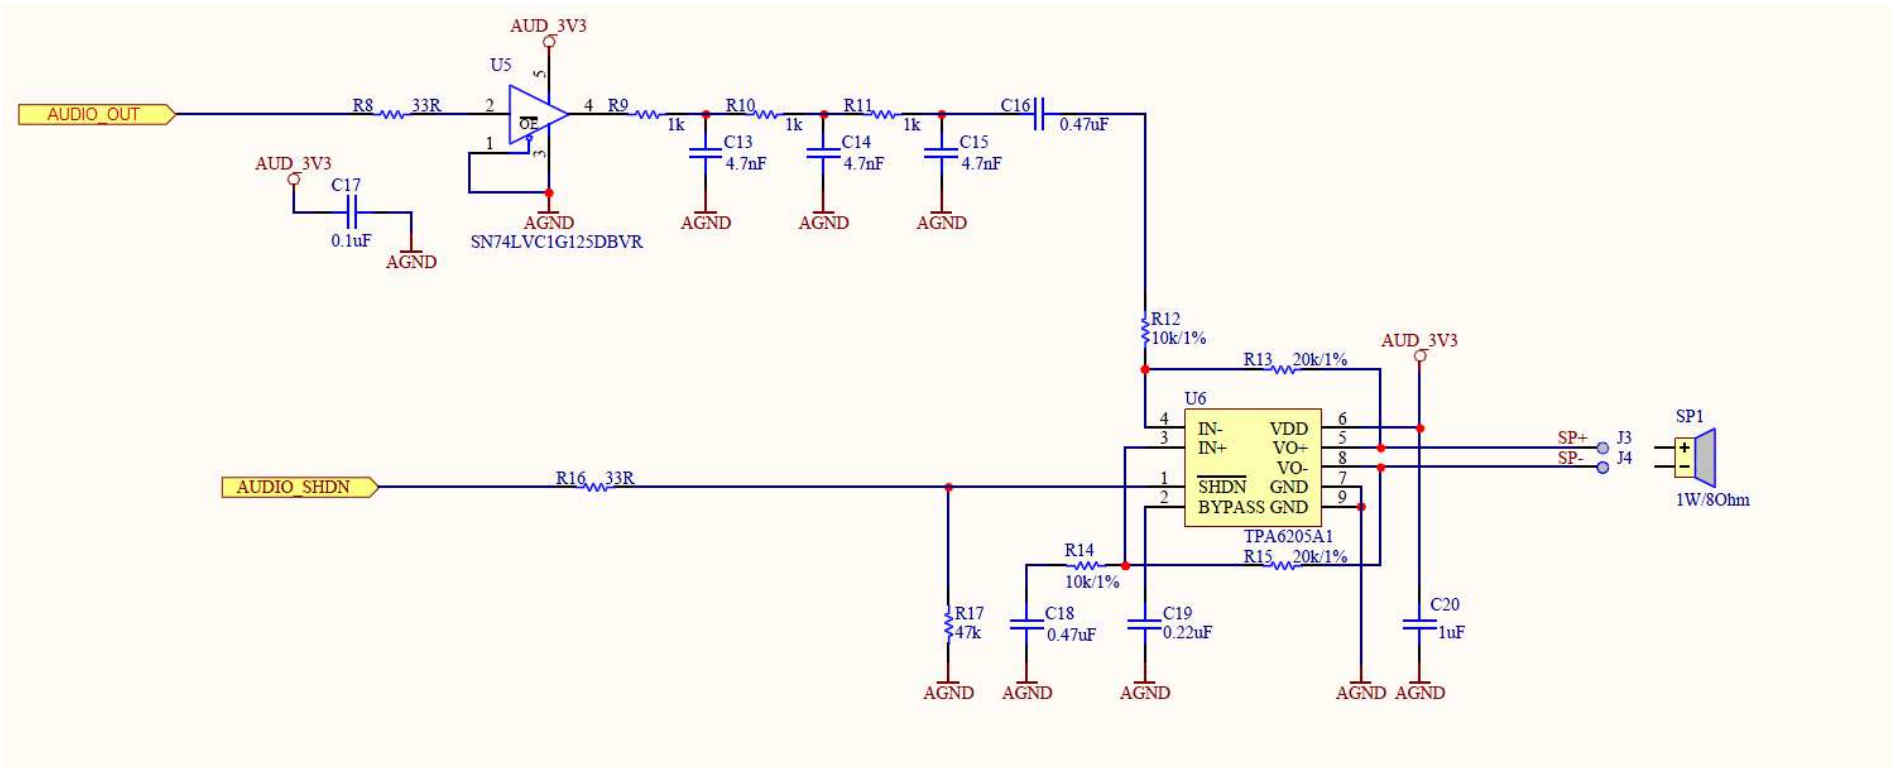 AUD_3V3
U5
5
AUDIO_OUT
R8 33R
2
OE
4
1
3
R9
1k
R10
1k
R11
1k
C16
0.47uF
C13
4.7nF
C14
4.7nF
C15
4.7nF
AUD_3V3
C17
0.1uF
AGND
AGND
SN74LVC1G125DBVR
AGND
AGND
AGND
R12
10k/1%
R13 20k/1%
AUD_3V3
U6
4 IN- VDD 6
3 IN+ VO+ 5
VO- 8
1 SHDN GND 7
2 BYPASS GND 9
TPA6205A1
SP+ J3
SP- J4
SP1
+
-
1W/8Ohm
AUDIO_SHDN
R16 33R
R14
10k/1%
R15 20k/1%
R17
47k
C18
0.47uF
C19
0.22uF
C20
1uF
AGND
AGND
AGND
AGND
AGND